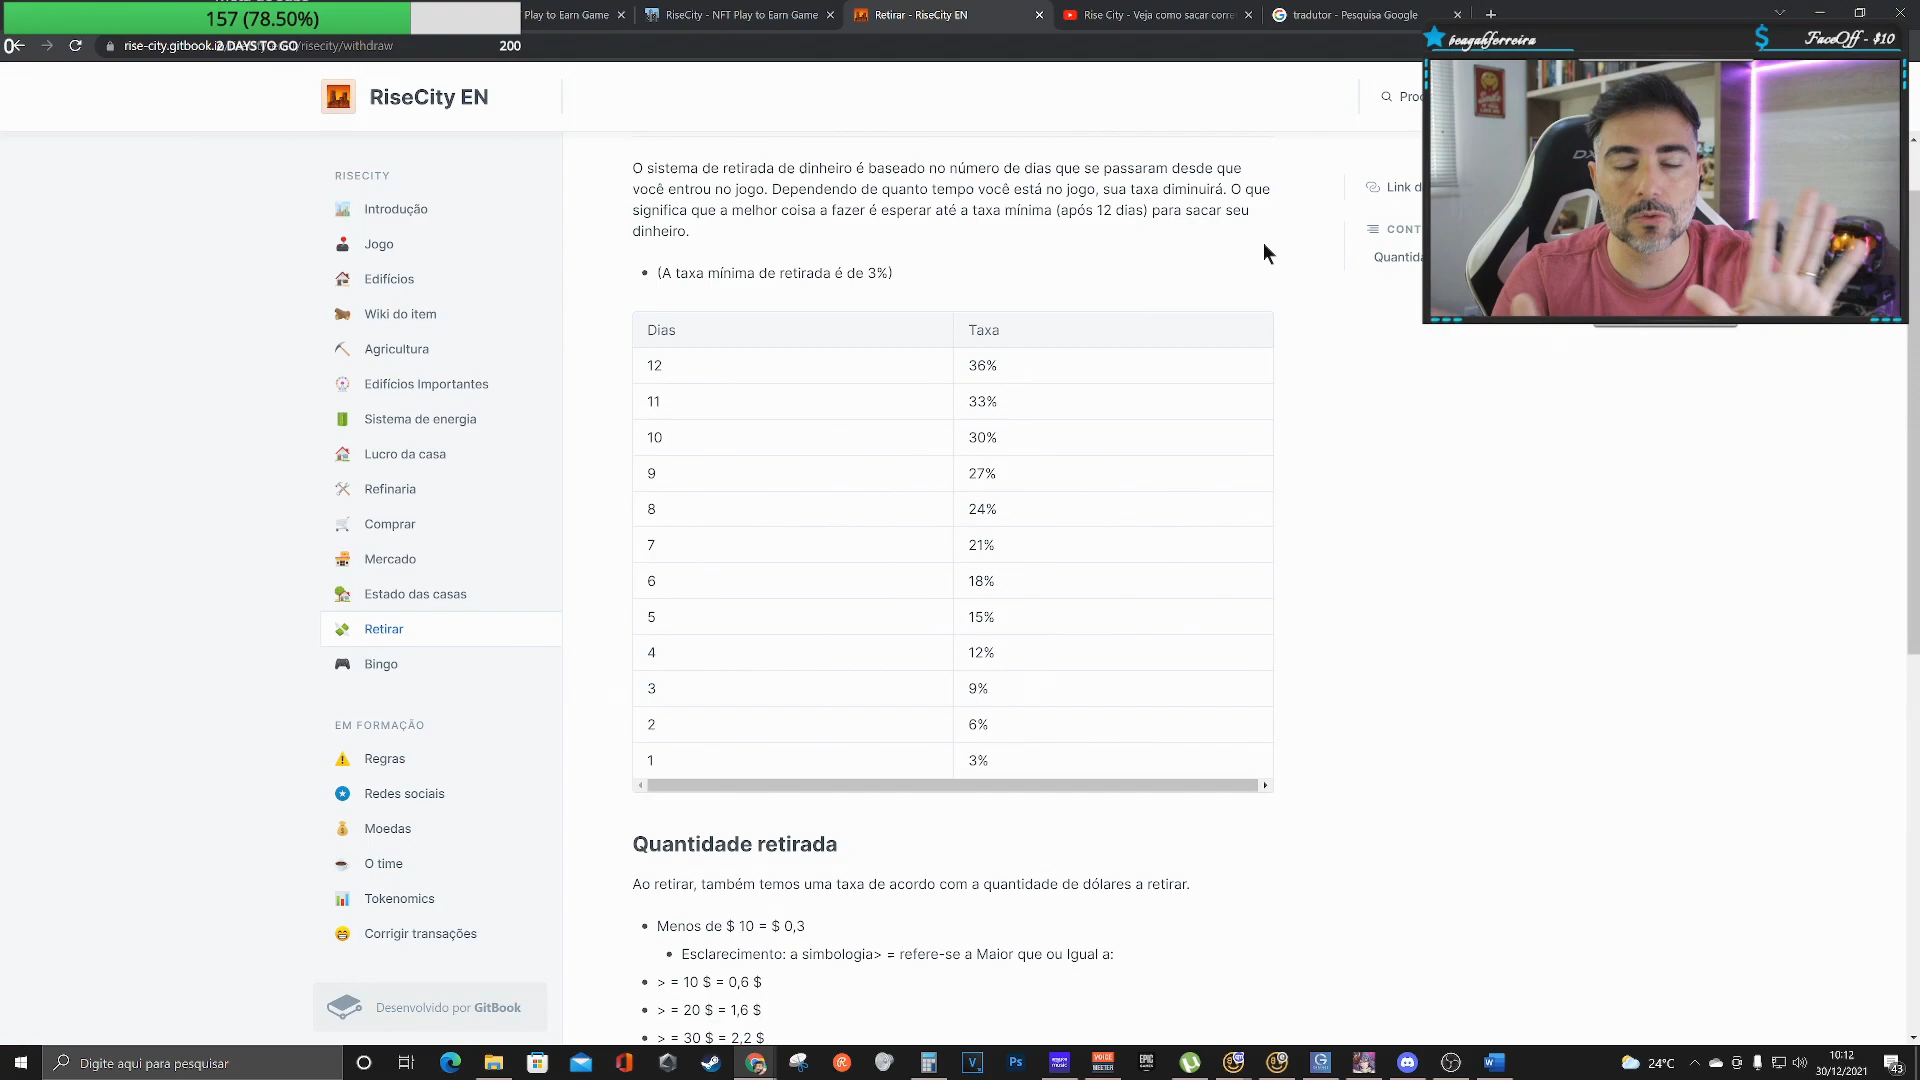 157 (78.50%)
2 DAYS TO GO
0
200
Play to Earn Game
RiseCity - NFT Play to Earn Game
Retirar - RiseCity EN
Rise City - Veja como sacar corre
tradutor - Pesquisa Google
risecity/withdraw
beagahferreira
FaceOff - $10
RiseCity EN
RISECITY
Introdução
Jogo
Edifícios
Wiki do item
Agricultura
Edifícios Importantes
Sistema de energia
Lucro da casa
Refinaria
Comprar
Mercado
Estado das casas
Retirar
Bingo
EM FORMAÇÃO
Regras
Redes sociais
Moedas
O time
Tokenomics
Corrigir transações
Desenvolvido por GitBook
O sistema de retirada de dinheiro é baseado no número de dias que se passaram desde que
você entrou no jogo. Dependendo de quanto tempo você está no jogo, sua taxa diminuirá. O que
significa que a melhor coisa a fazer é esperar até a taxa mínima (após 12 dias) para sacar seu
dinheiro.
(A taxa mínima de retirada é de 3%)
Dias Taxa
12 36%
11 33%
10 30%
9 27%
8 24%
7 21%
6 18%
5 15%
4 12%
3 9%
2 6%
1 3%
Quantidade retirada
Ao retirar, também temos uma taxa de acordo com a quantidade de dólares a retirar.
Menos de $ 10 = $ 0,3
Esclarecimento: a simbologia> = refere-se a Maior que ou Igual a:
> = 10 $ = 0,6 $
> = 20 $ = 1,6 $
> = 30 $ = 2,2 $
Proc
Link d
CONT
Quantida
Digite aqui para pesquisar
24°C
10:12
30/12/2021
43